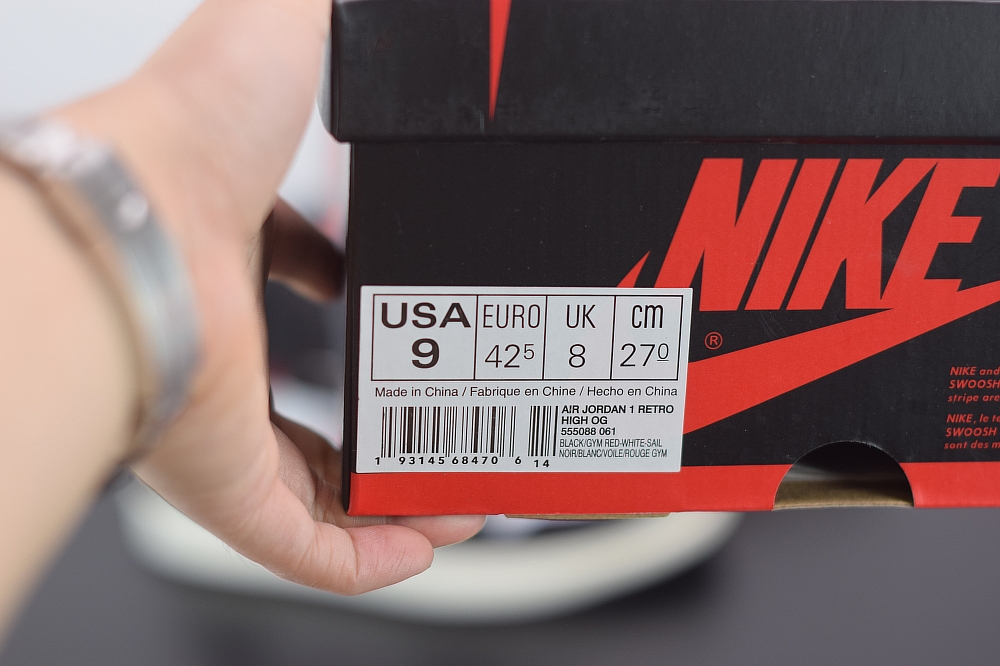 NIKE
®
USA EURO UK cm
9 42 5 8 27 0
Made in China / Fabrique en Chine / Hecho en China
AIR JORDAN 1 RETRO
HIGH OG
555088 061
BLACK/GYM RED-WHITE-SAIL
NOIR/BLANC/VOILE/ROUGE GYM
1 93145 68470 6 14
NIKE and
SWOOSH
stripe are
NIKE, le
SWOOSH
sont des